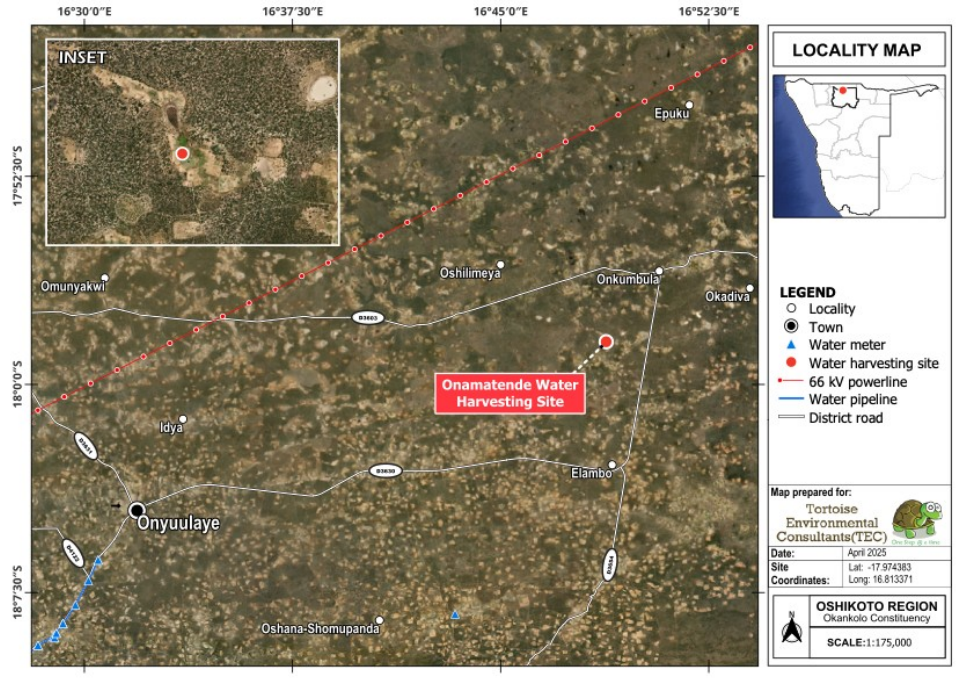 16°30'0"E
16°37'30"E
16°45'0"E
16°52'30"E
17°52'30"S
18°0'0"S
18°7'30"S
INSET
Epuku
Omunyakwi
Oshilimeya
Onkumbula
Okadiva
D3603
Onamatende Water
Harvesting Site
Idya
D3631
D3630
Elambo
Onyuulaye
D4122
D3654
Oshana-Shomupanda
LOCALITY MAP
LEGEND
Locality
Town
Water meter
Water harvesting site
66 kV powerline
Water pipeline
District road
Map prepared for:
Tortoise
Environmental
Consultants(TEC)
Date:
April 2025
Site
Coordinates:
Lat: -17.974383
Long: 16.813371
N
OSHIKOTO REGION
Okankolo Constituency
SCALE:1:175,000